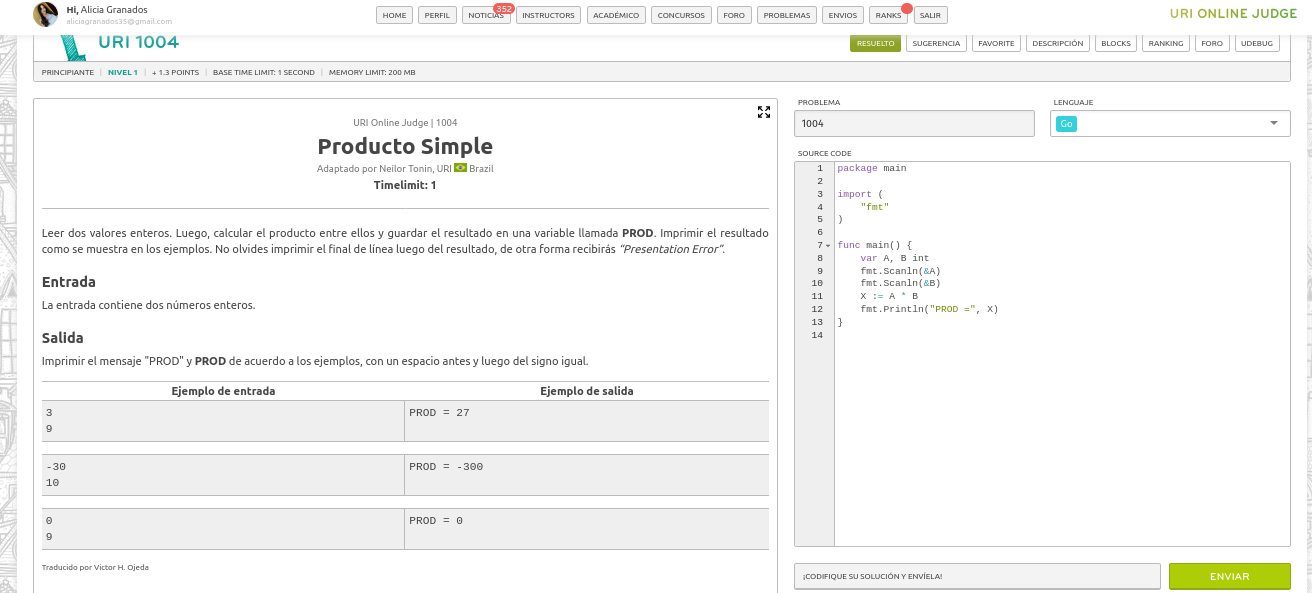 Hi, Alicia Granados
aliciagranados35@gmail.com
HOME PERFIL NOTICIAS 352 INSTRUCTORS ACADÉMICO CONCURSOS FORO PROBLEMAS ENVIOS RANKS SALIR
URI ONLINE JUDGE
URI 1004
RESUELTO SUGERENCIA FAVORITE DESCRIPCIÓN BLOCKS RANKING FORO UDEBUG
PRINCIPIANTE | NIVEL 1 | + 1.3 POINTS | BASE TIME LIMIT: 1 SECOND | MEMORY LIMIT: 200 MB
URI Online Judge | 1004
Producto Simple
Adaptado por Neilor Tonin, URI Brazil
Timelimit: 1
Leer dos valores enteros. Luego, calcular el producto entre ellos y guardar el resultado en una variable llamada PROD. Imprimir el resultado
como se muestra en los ejemplos. No olvides imprimir el final de línea luego del resultado, de otra forma recibirás “Presentation Error”.
Entrada
La entrada contiene dos números enteros.
Salida
Imprimir el mensaje "PROD" y PROD de acuerdo a los ejemplos, con un espacio antes y luego del signo igual.
Ejemplo de entrada Ejemplo de salida
3 PROD = 27
9
-30 PROD = -300
10
0 PROD = 0
9
Traducido por Victor H. Ojeda
PROBLEMA LENGUAJE
1004 Go
SOURCE CODE
1 package main
2
3 import (
4 "fmt"
5 )
6
7 func main() {
8 var A, B int
9 fmt.Scanln(&A)
10 fmt.Scanln(&B)
11 X := A * B
12 fmt.Println("PROD =", X)
13 }
14
¡CODIFIQUE SU SOLUCIÓN Y ENVÍELA! ENVIAR